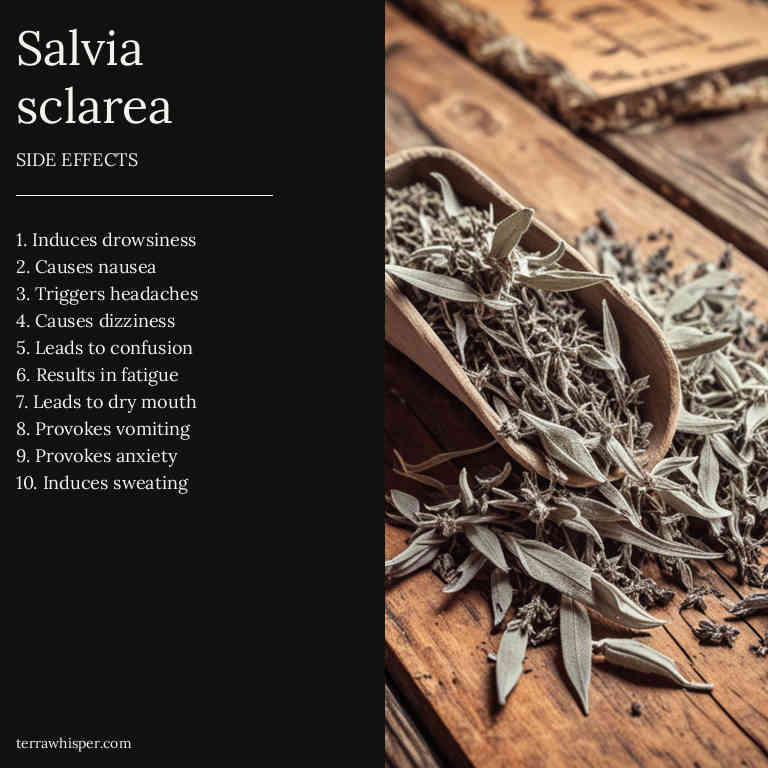 Salvia
sclarea
SIDE EFFECTS
1. Induces drowsiness
2. Causes nausea
3. Triggers headaches
4. Causes dizziness
5. Leads to confusion
6. Results in fatigue
7. Leads to dry mouth
8. Provokes vomiting
9. Provokes anxiety
10. Induces sweating
terrawhisper.com